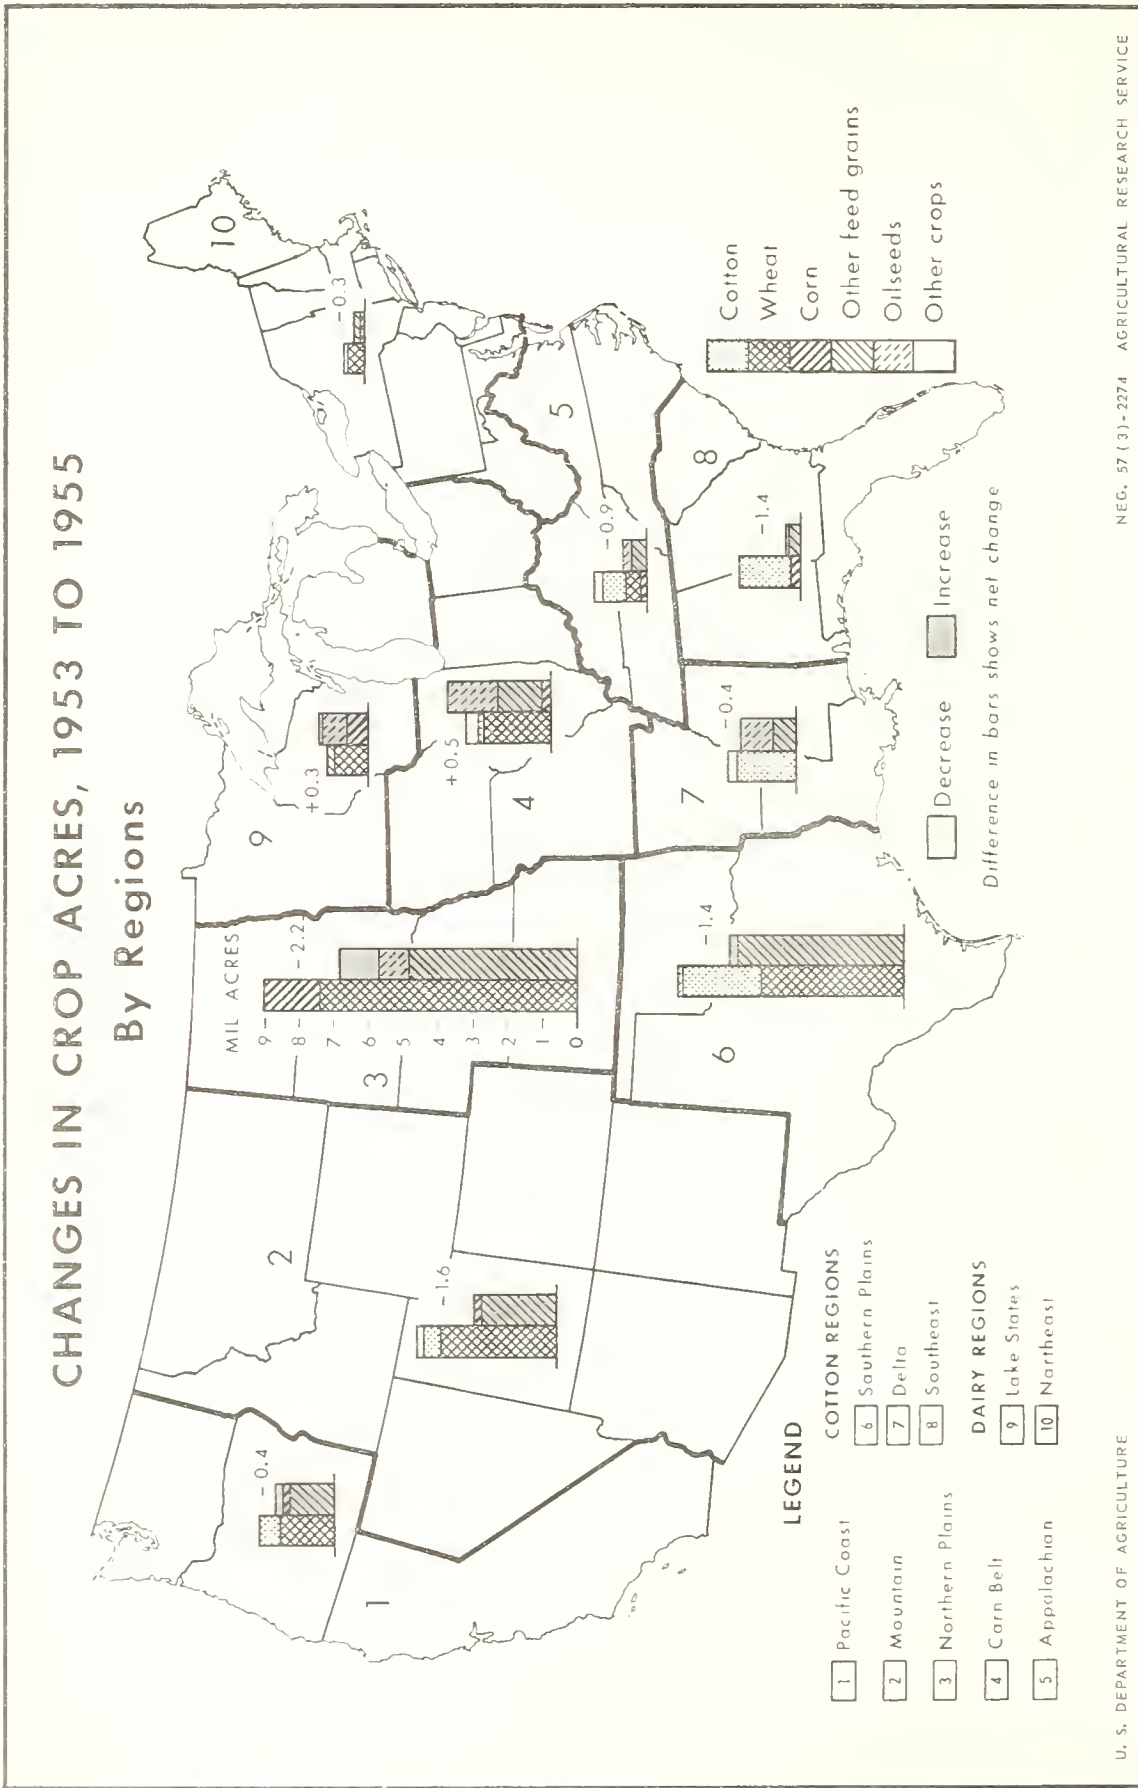 CHANGES IN CROP ACRES, 1953 TO 1955
By Regions
MIL ACRES
9
8
7
6
5
4
3
2
1
0
1
2
3
4
5
6
7
8
9
10
-0.4
-1.6
-2.2
+0.3
+0.5
-0.3
-0.9
-1.4
-0.4
-1.4
Cotton
Wheat
Corn
Other feed grains
Oilseeds
Other crops
Decrease
Increase
Difference in bars shows net change
LEGEND
1 Pacific Coast
2 Mountain
3 Northern Plains
4 Corn Belt
5 Appalachian
COTTON REGIONS
6 Southern Plains
7 Delta
8 Southeast
DAIRY REGIONS
9 Lake States
10 Northeast
U. S. DEPARTMENT OF AGRICULTURE
NEG. 57 (3)-2274 AGRICULTURAL RESEARCH SERVICE